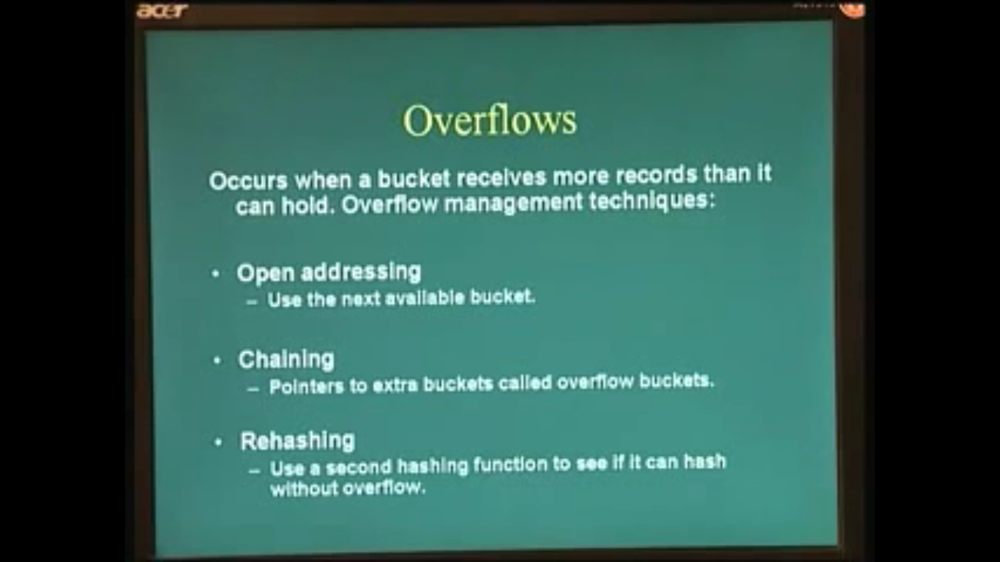 acer
Overflows
Occurs when a bucket receives more records than it
can hold. Overflow management techniques:
• Open addressing
– Use the next available bucket.
• Chaining
– Pointers to extra buckets called overflow buckets.
• Rehashing
– Use a second hashing function to see if it can hash
without overflow.